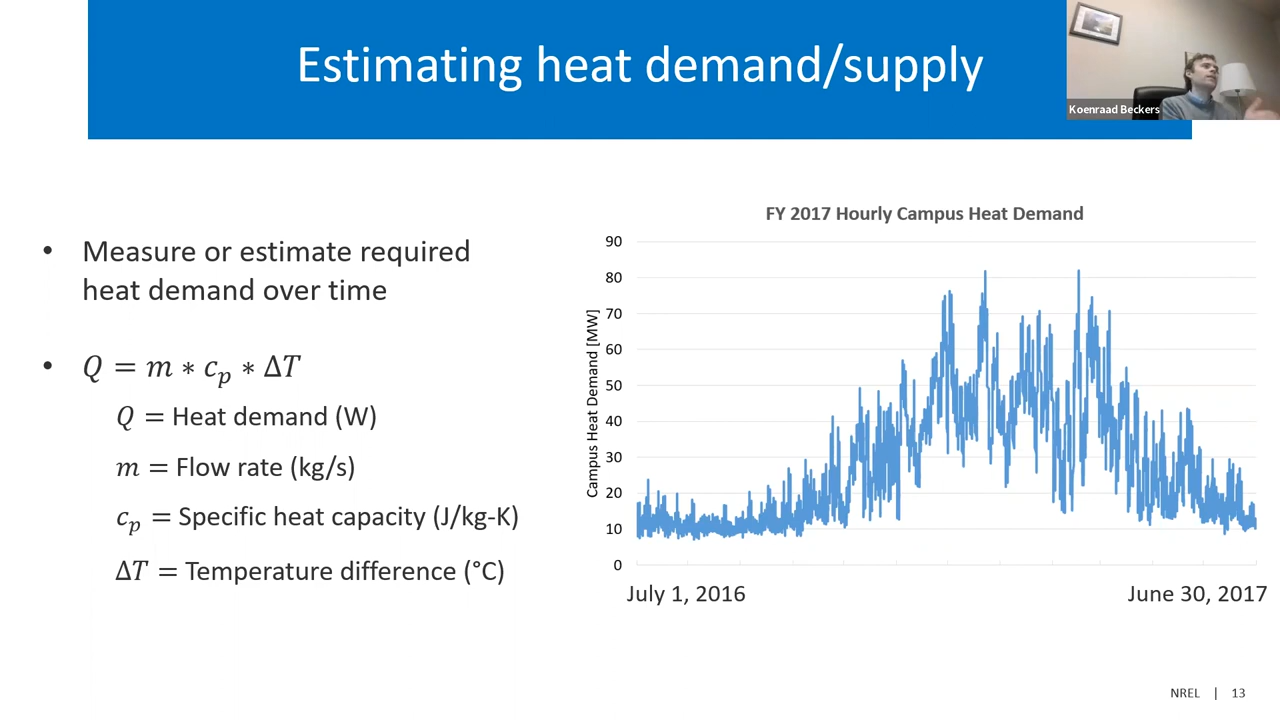 Estimating heat demand/supply
Koenraad Beckers
• Measure or estimate required
heat demand over time
• Q = m ∗ cₚ ∗ ΔT
Q = Heat demand (W)
m = Flow rate (kg/s)
cₚ = Specific heat capacity (J/kg-K)
ΔT = Temperature difference (°C)
FY 2017 Hourly Campus Heat Demand
Campus Heat Demand [MW]
90
80
70
60
50
40
30
20
10
0
July 1, 2016
June 30, 2017
NREL | 13